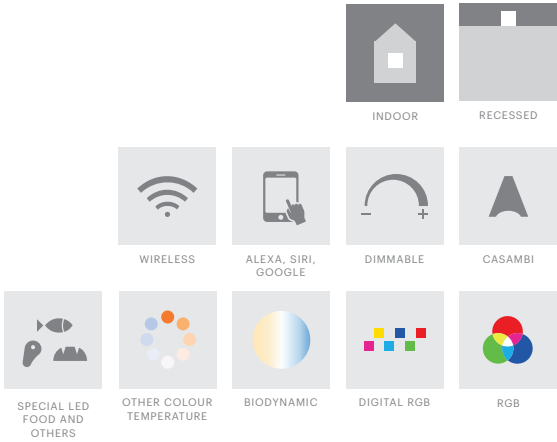 INDOOR
RECESSED
WIRELESS
ALEXA, SIRI,
GOOGLE
DIMMABLE
CASAMBI
SPECIAL LED
FOOD AND
OTHERS
OTHER COLOUR
TEMPERATURE
BIODYNAMIC
DIGITAL RGB
RGB